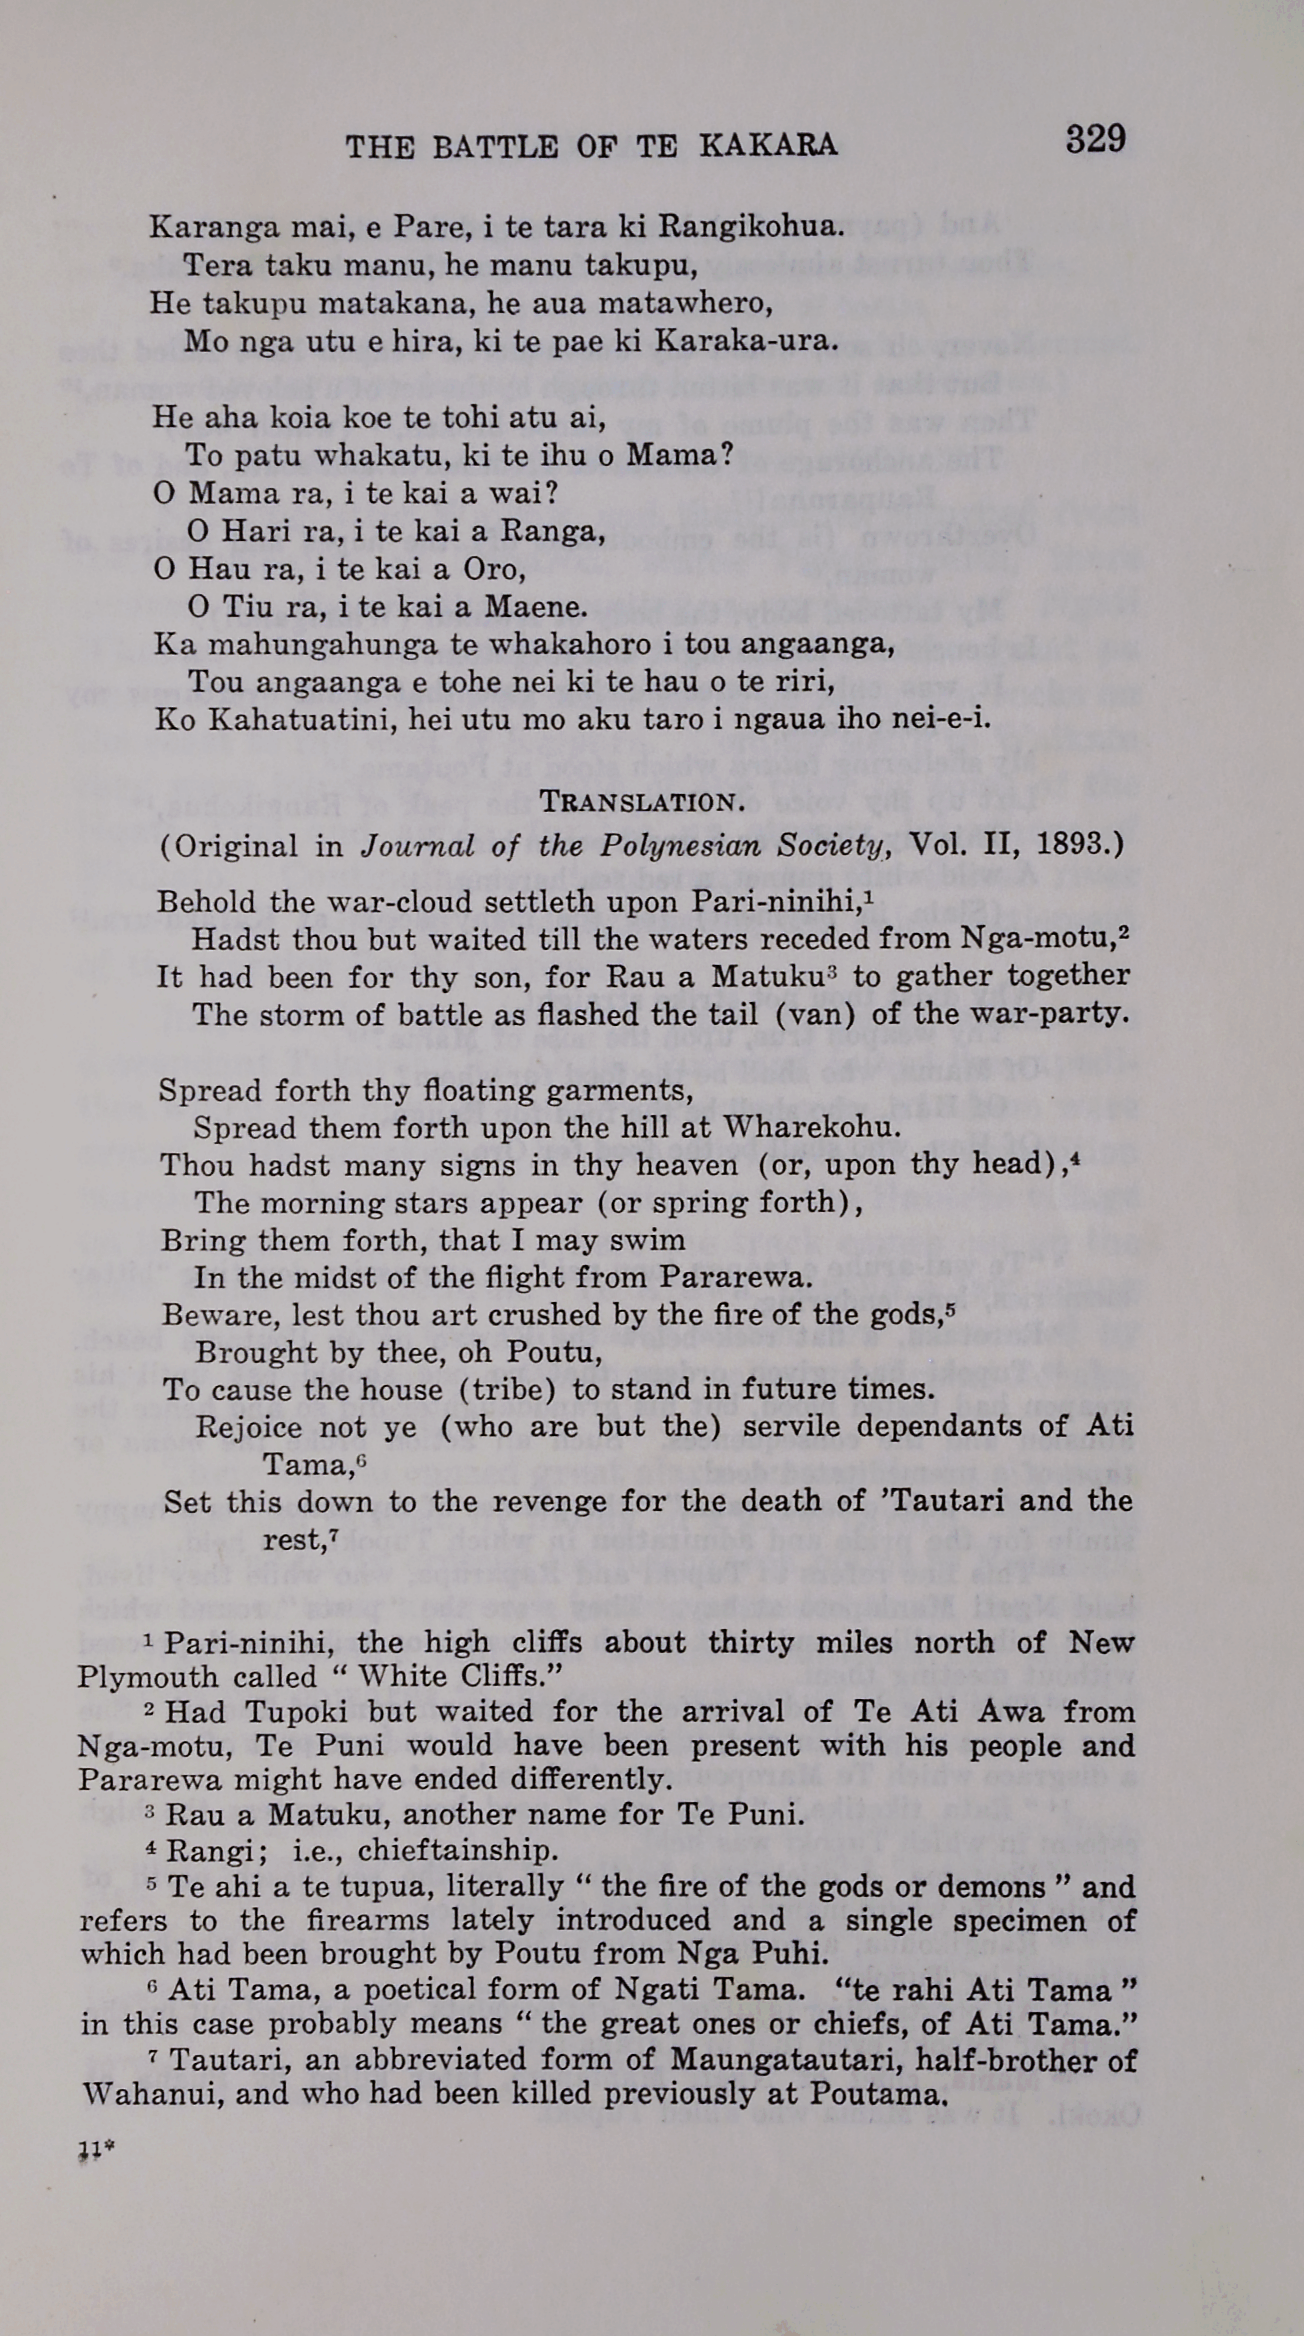 THE BATTLE OF TE KAKARA 329
Karanga mai, e Pare, i te tara ki Rangikohua.
Tera taku manu, he manu takupu,
He takupu matakana, he aua matawhero,
Mo nga utu e hira, ki te pae ki Karaka-ura.
He aha koia koe te tohi atu ai,
To patu whakatu, ki te ihu o Mama?
O Mama ra, i te kai a wai?
O Hari ra, i te kai a Ranga,
O Hau ra, i te kai a Oro,
O Tiu ra, i te kai a Maene.
Ka mahungahunga te whakahoro i tou angaanga,
Tou angaanga e tohe nei ki te hau o te riri,
Ko Kahatuatini, hei utu mo aku taro i ngaua iho nei-e-i.
TRANSLATION.
(Original in Journal of the Polynesian Society, Vol. II, 1893.)
Behold the war-cloud settleth upon Pari-ninihi,¹
Hadst thou but waited till the waters receded from Nga-motu,²
It had been for thy son, for Rau a Matuku³ to gather together
The storm of battle as flashed the tail (van) of the war-party.
Spread forth thy floating garments,
Spread them forth upon the hill at Wharekohu.
Thou hadst many signs in thy heaven (or, upon thy head),⁴
The morning stars appear (or spring forth),
Bring them forth, that I may swim
In the midst of the flight from Pararewa.
Beware, lest thou art crushed by the fire of the gods,⁵
Brought by thee, oh Poutu,
To cause the house (tribe) to stand in future times.
Rejoice not ye (who are but the) servile dependants of Ati
Tama,⁶
Set this down to the revenge for the death of ’Tautari and the
rest,⁷
¹ Pari-ninihi, the high cliffs about thirty miles north of New
Plymouth called “ White Cliffs.”
² Had Tupoki but waited for the arrival of Te Ati Awa from
Nga-motu, Te Puni would have been present with his people and
Pararewa might have ended differently.
³ Rau a Matuku, another name for Te Puni.
⁴ Rangi; i.e., chieftainship.
⁵ Te ahi a te tupua, literally “ the fire of the gods or demons ” and
refers to the firearms lately introduced and a single specimen of
which had been brought by Poutu from Nga Puhi.
⁶ Ati Tama, a poetical form of Ngati Tama. “te rahi Ati Tama ”
in this case probably means “ the great ones or chiefs, of Ati Tama.”
⁷ Tautari, an abbreviated form of Maungatautari, half-brother of
Wahanui, and who had been killed previously at Poutama.
11*